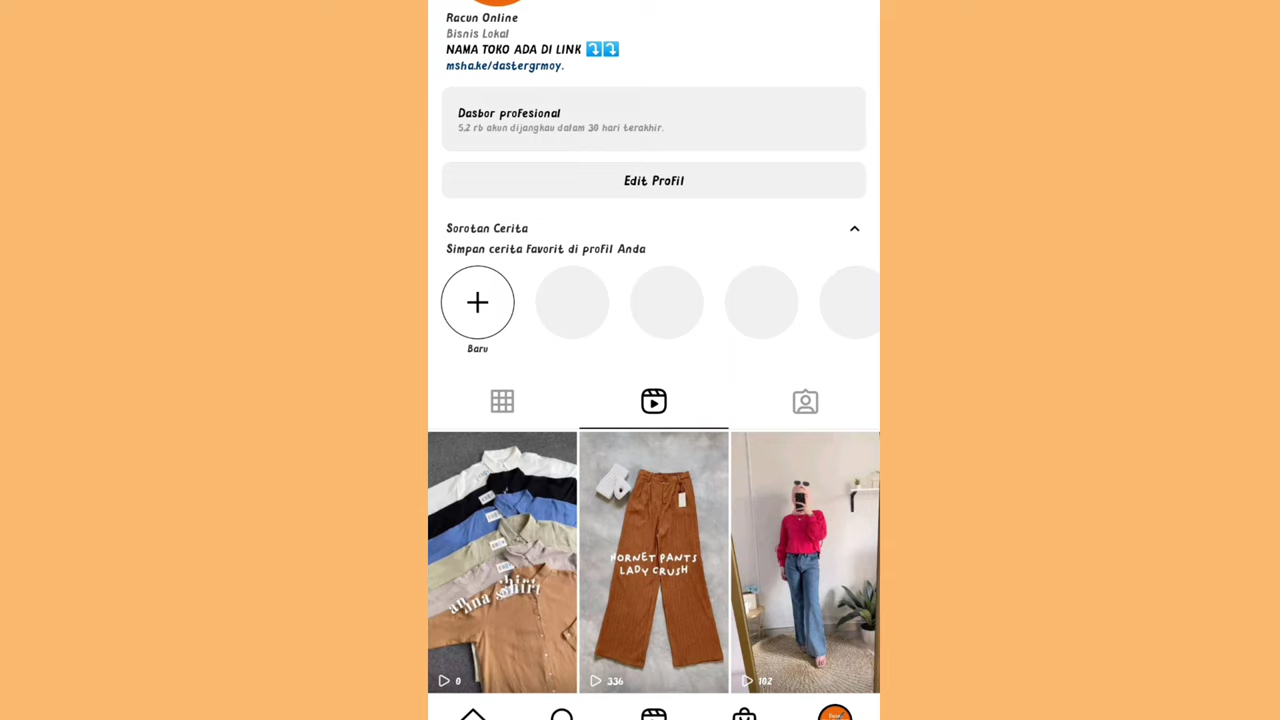 Racun Online
Bisnis Lokal
NAMA TOKO ADA DI LINK ⤵️⤵️
msha.ke/dastergrmoy.
Dasbor profesional
5,2 rb akun dijangkau dalam 30 hari terakhir.
Edit Profil
Sorotan Cerita
Simpan cerita favorit di profil Anda
Baru
HORNET PANTS
LADY CRUSH
0
336
102